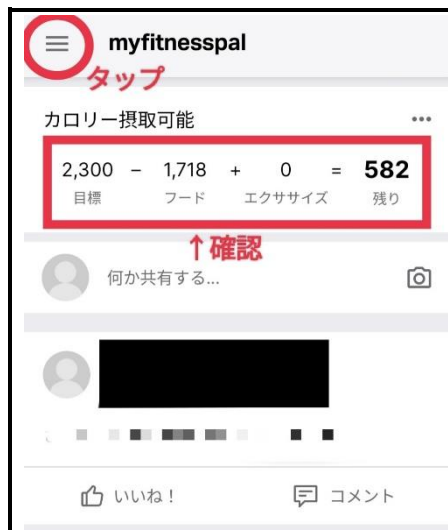 myfitnesspal
タップ
カロリー摂取可能
2,300 － 1,718 + 0 = 582
目標 フード エクササイズ 残り
↑確認
何か共有する...
いいね！ コメント